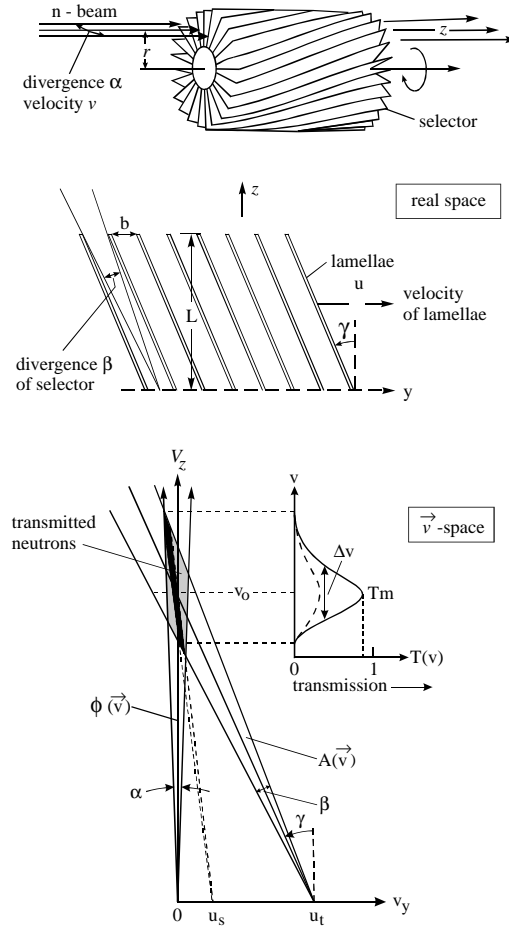 n - beam
r
z
divergence α
velocity v
selector
z
real space
b
lamellae
u
L
velocity
of lamellae
γ
divergence β
of selector
y
V_z
v
transmitted
neutrons
→v -space
Δv
v_o
Tm
0
1
T(v)
transmission
ϕ (→v)
A(→v)
α
β
γ
0
u_s
u_t
v_y